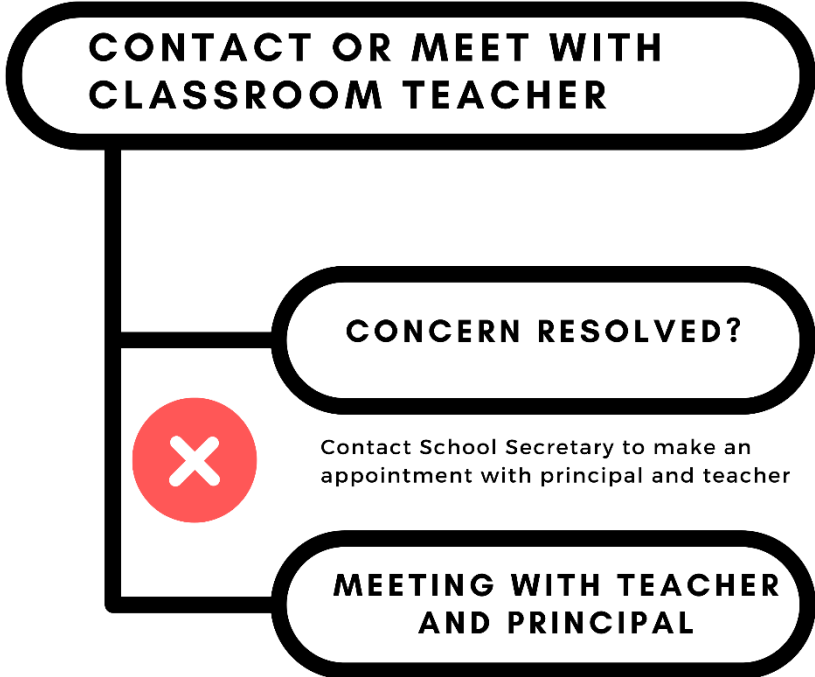 CONTACT OR MEET WITH
CLASSROOM TEACHER
CONCERN RESOLVED?
Contact School Secretary to make an
appointment with principal and teacher
MEETING WITH TEACHER
AND PRINCIPAL